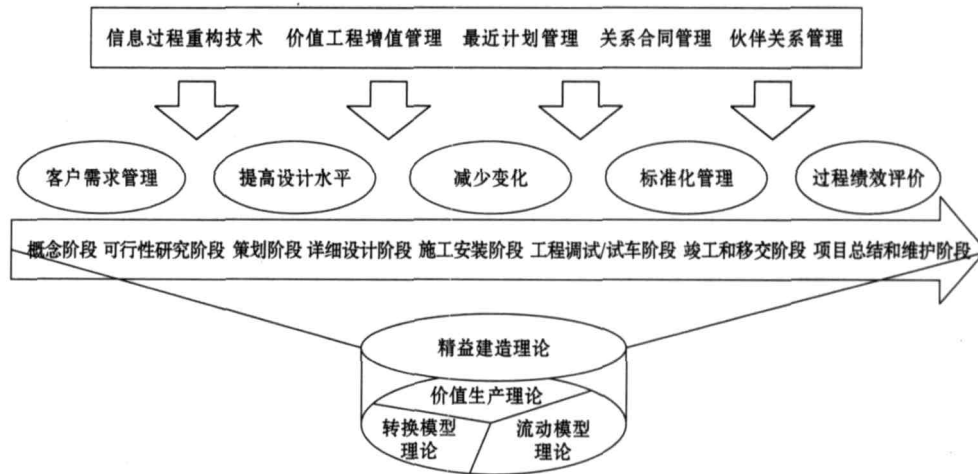 信息过程重构技术 价值工程增值管理 最近计划管理 关系合同管理 伙伴关系管理
客户需求管理 提高设计水平 减少变化 标准化管理 过程绩效评价
概念阶段 可行性研究阶段 策划阶段 详细设计阶段 施工安装阶段 工程调试/试车阶段 竣工和移交阶段 项目总结和维护阶段
精益建造理论
价值生产理论
转换模型 流动模型
理论 理论